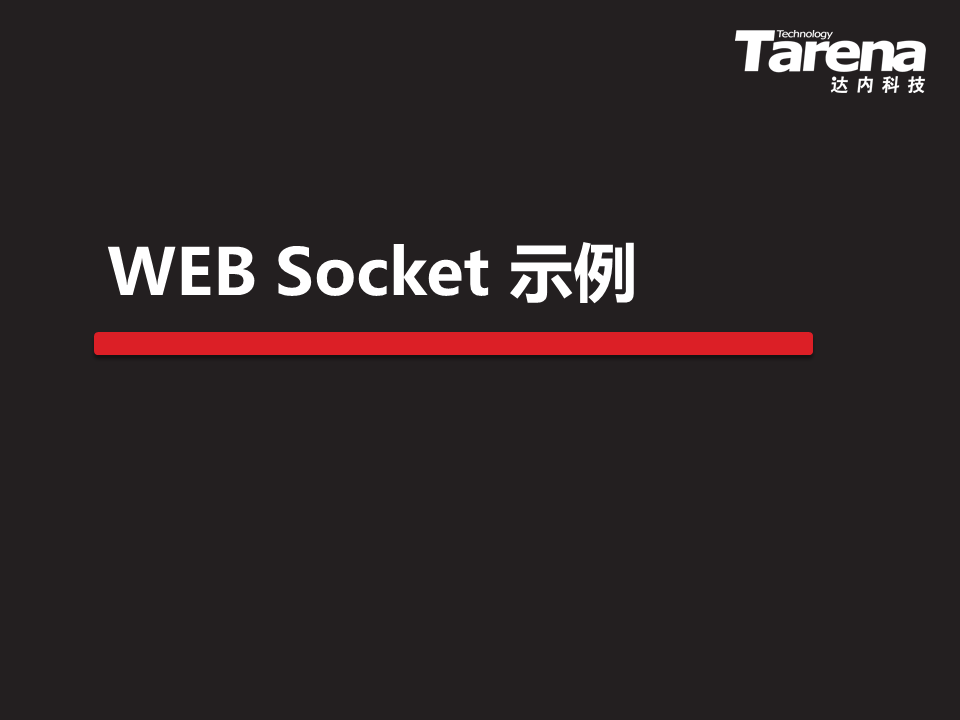 Technology
Tarena
达内科技
WEB Socket 示例